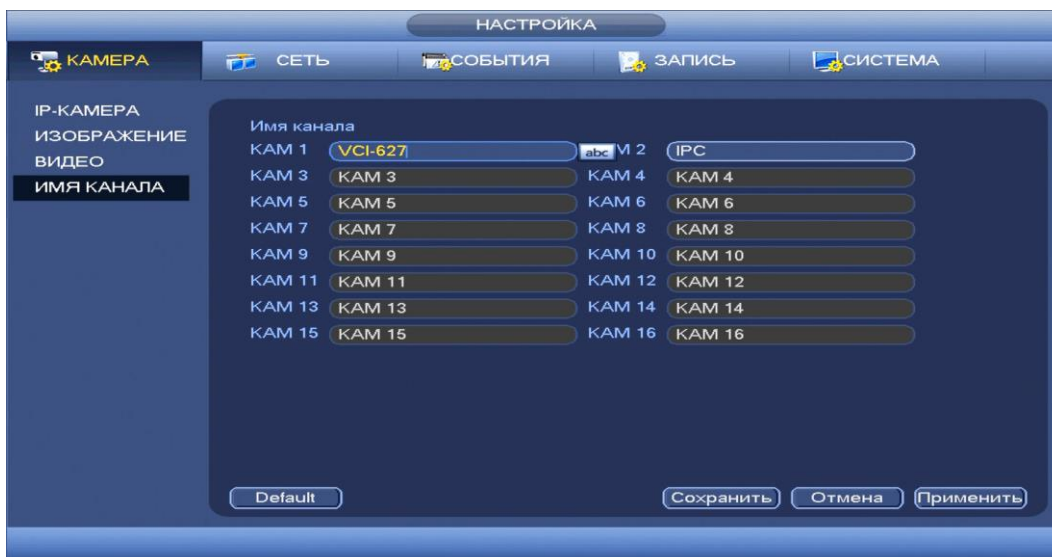 НАСТРОЙКА
КАМЕРА СЕТЬ СОБЫТИЯ ЗАПИСЬ СИСТЕМА
IP-КАМЕРА
ИЗОБРАЖЕНИЕ
ВИДЕО
ИМЯ КАНАЛА
Имя канала
КАМ 1 VCI-627 abc М 2 IPC
КАМ 3 КАМ 3 КАМ 4 КАМ 4
КАМ 5 КАМ 5 КАМ 6 КАМ 6
КАМ 7 КАМ 7 КАМ 8 КАМ 8
КАМ 9 КАМ 9 КАМ 10 КАМ 10
КАМ 11 КАМ 11 КАМ 12 КАМ 12
КАМ 13 КАМ 13 КАМ 14 КАМ 14
КАМ 15 КАМ 15 КАМ 16 КАМ 16
Default Сохранить Отмена Применить